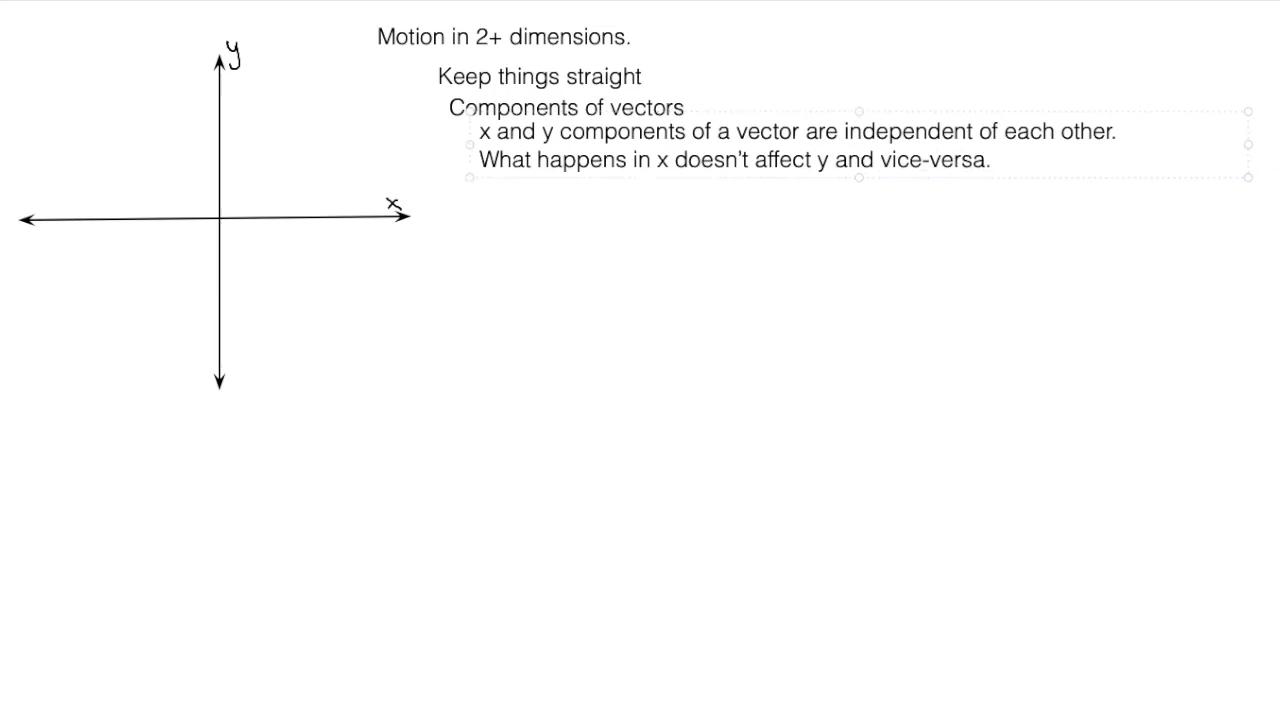 y
Motion in 2+ dimensions.
Keep things straight
Components of vectors
x and y components of a vector are independent of each other.
What happens in x doesn't affect y and vice-versa.
x